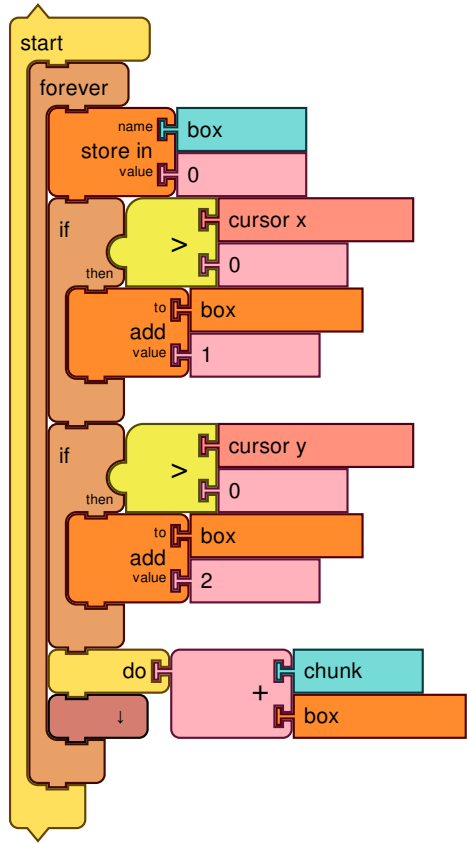 start
forever
name
box
store in
value
0
if
>
cursor x
0
then
to
box
add
value
1
if
>
cursor y
0
then
to
box
add
value
2
do
+
chunk
↓
box